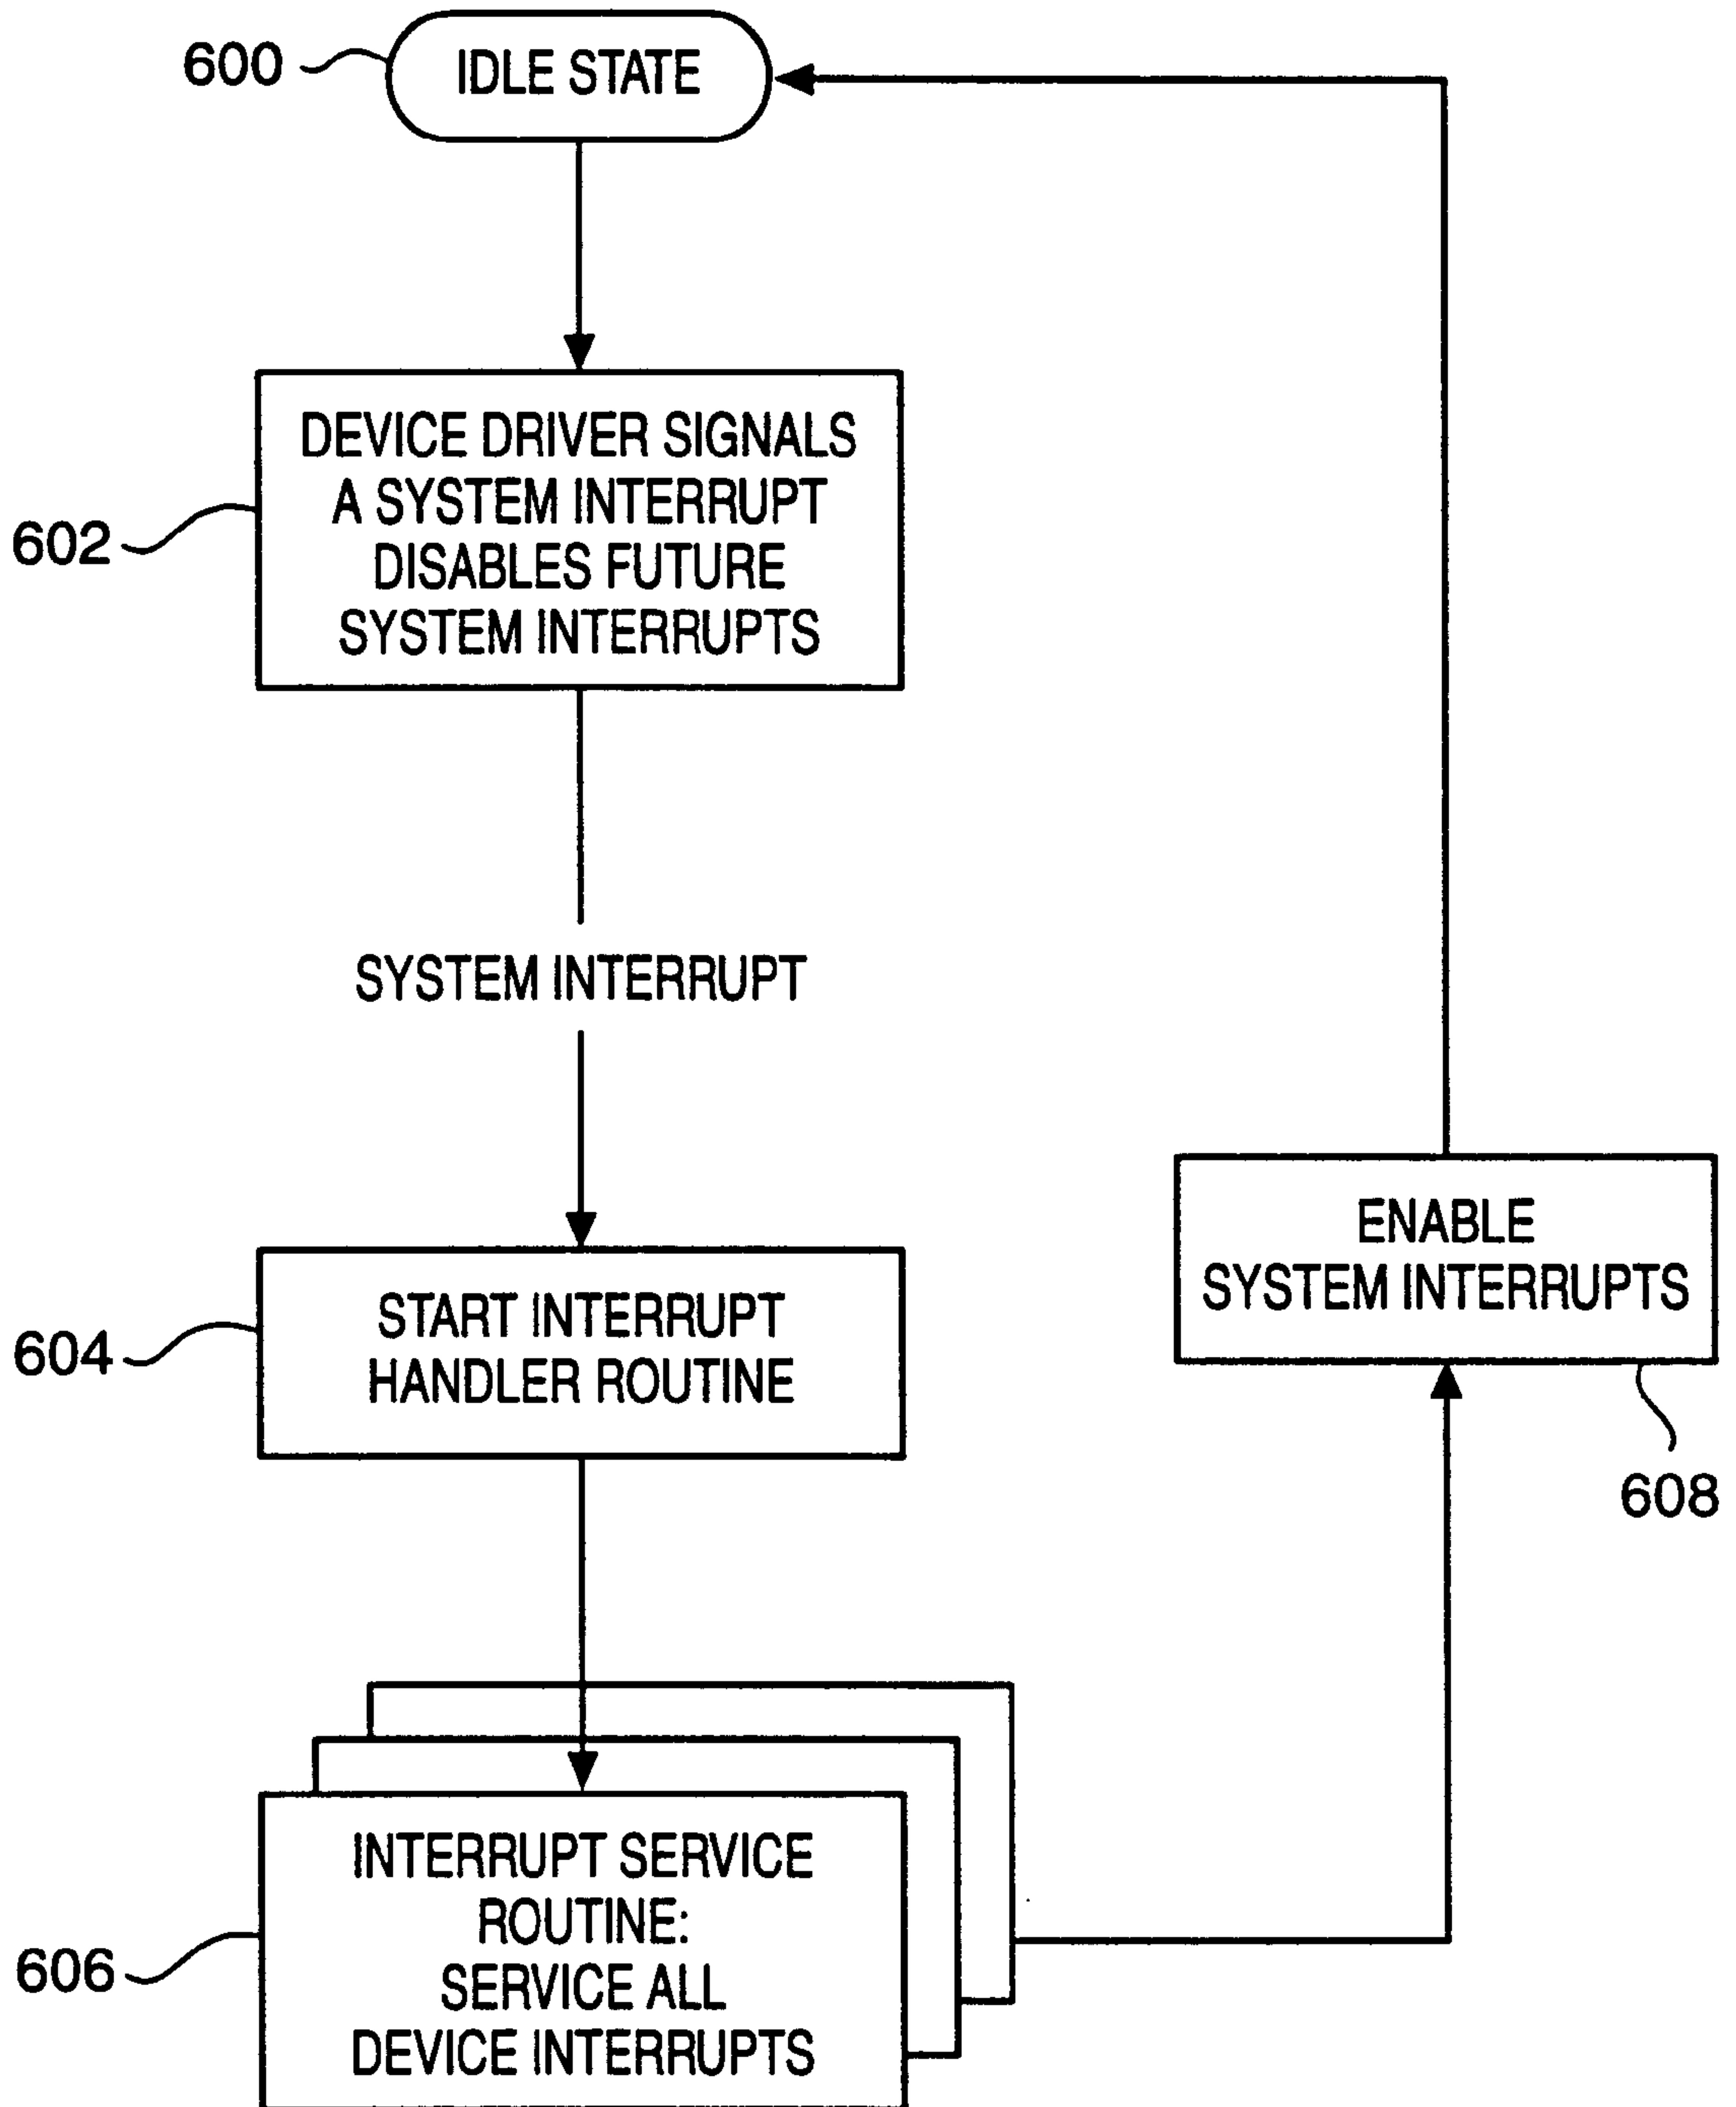 600
IDLE STATE
602
DEVICE DRIVER SIGNALS
A SYSTEM INTERRUPT
DISABLES FUTURE
SYSTEM INTERRUPTS
SYSTEM INTERRUPT
604
START INTERRUPT
HANDLER ROUTINE
606
INTERRUPT SERVICE
ROUTINE:
SERVICE ALL
DEVICE INTERRUPTS
ENABLE
SYSTEM INTERRUPTS
608